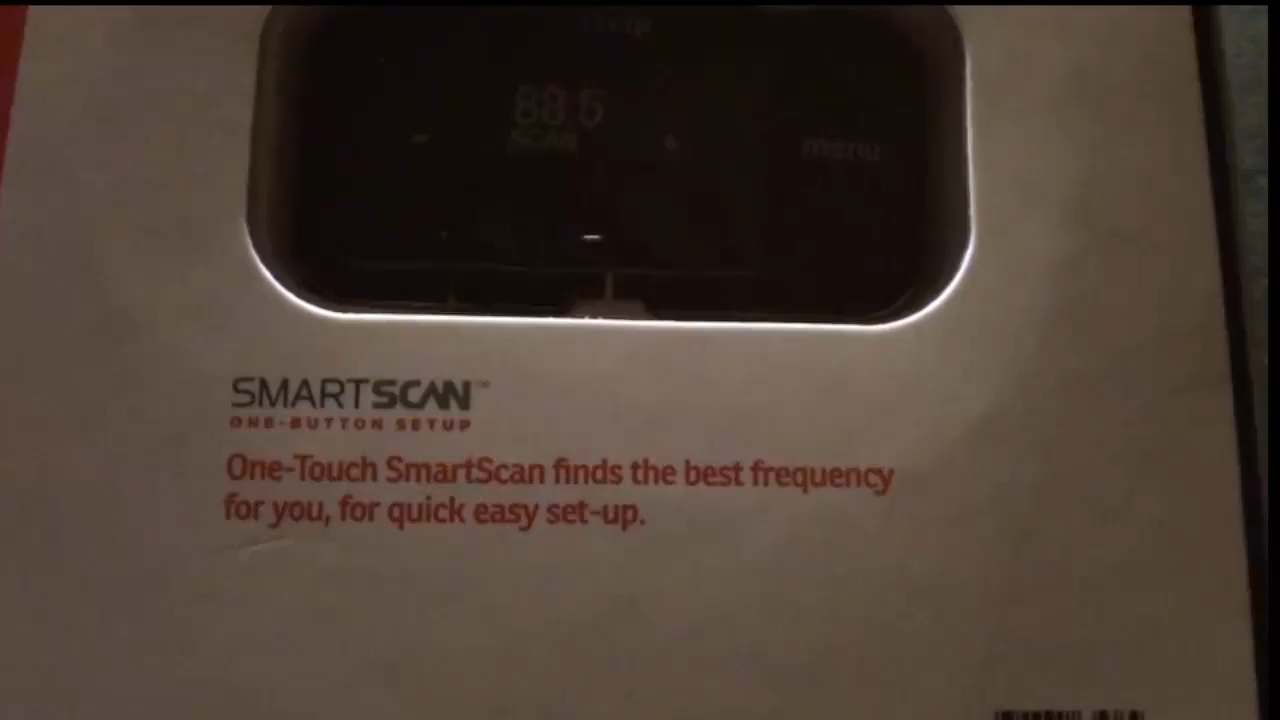 88.5
SCAN
menu
SMARTSCAN™
ONE-BUTTON SETUP
One-Touch SmartScan finds the best frequency
for you, for quick easy set-up.